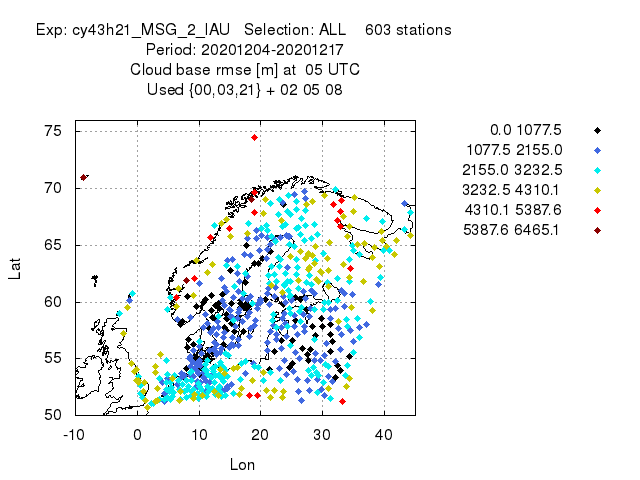 Exp: cy43h21_MSG_2_IAU   Selection: ALL    603 stations
Period: 20201204-20201217
Cloud base rmse [m] at  05 UTC
Used {00,03,21} + 02 05 08
0.0 1077.5
1077.5 2155.0
2155.0 3232.5
3232.5 4310.1
4310.1 5387.6
5387.6 6465.1
75
70
65
60
55
50
Lat
-10 0 10 20 30 40
Lon